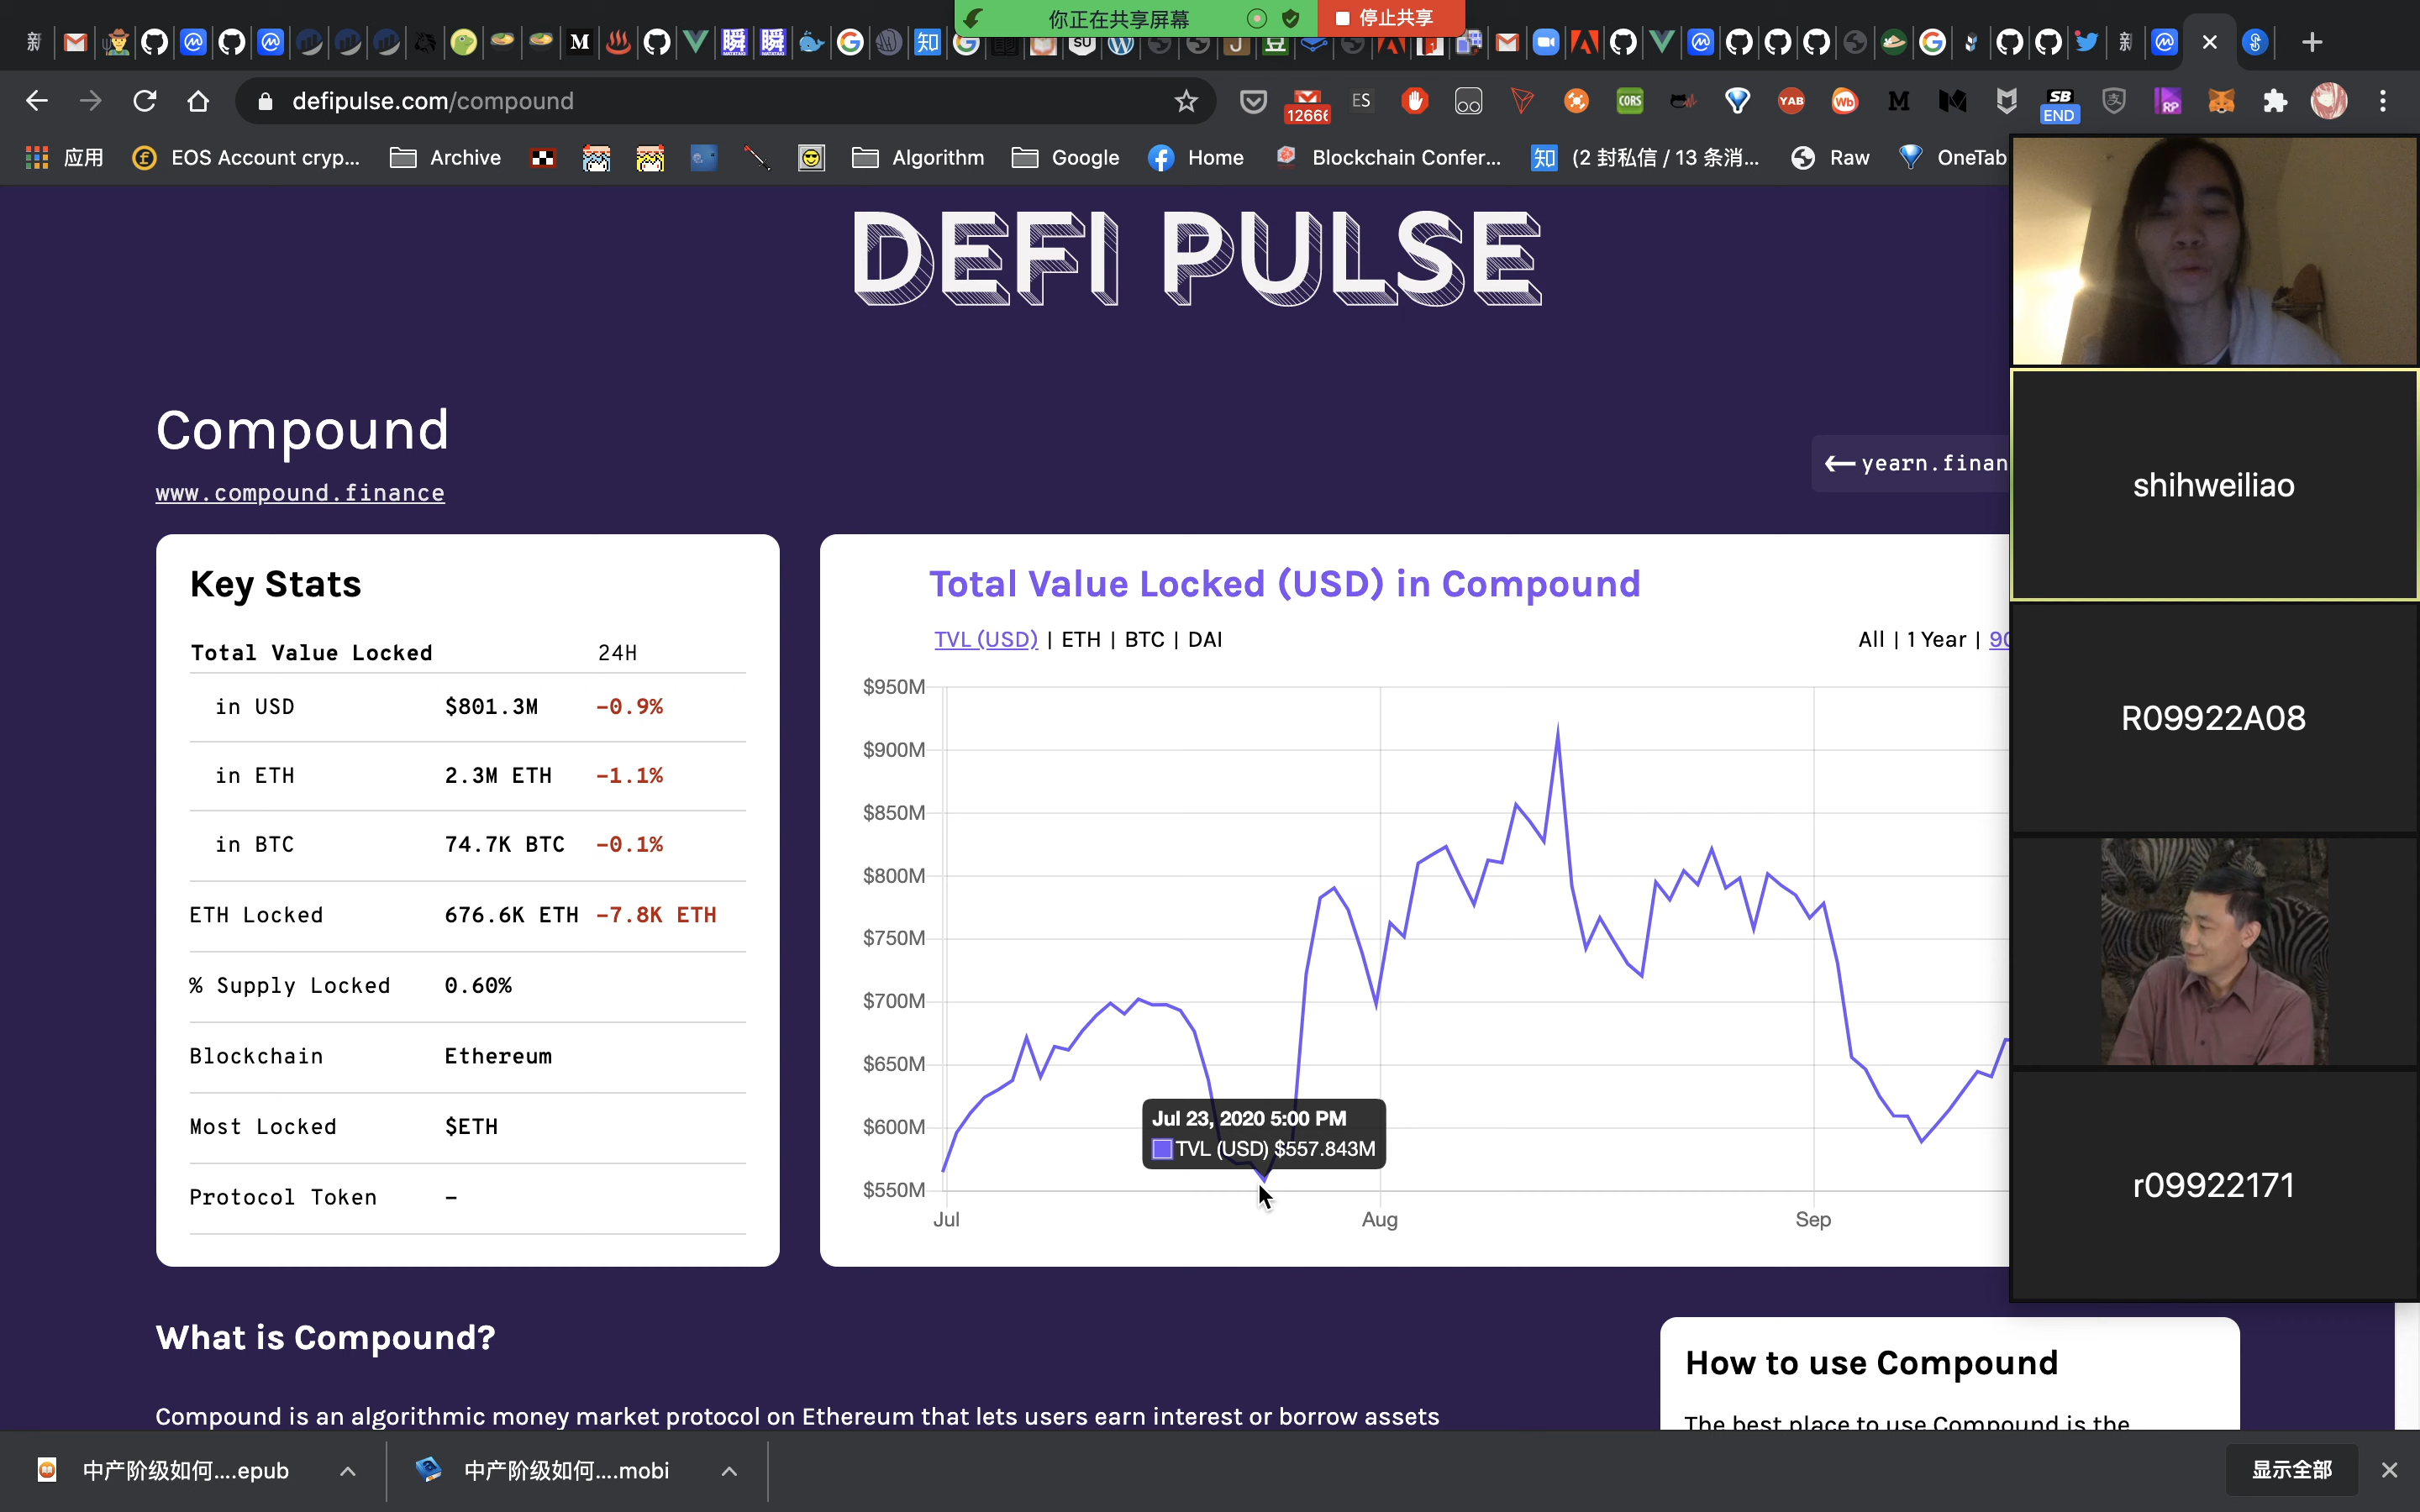 你正在共享屏幕
停止共享
defipulse.com/compound
12666
ES
CORS
YAB
Wb
SB
END
RP
应用
EOS Account cryp...
Archive
Algorithm
Google
Home
Blockchain Confer...
(2 封私信 / 13 条消...
Raw
OneTab
DEFI PULSE
Compound
www.compound.finance
← yearn.finan
Key Stats
Total Value Locked 24H
in USD $801.3M -0.9%
in ETH 2.3M ETH -1.1%
in BTC 74.7K BTC -0.1%
ETH Locked 676.6K ETH -7.8K ETH
% Supply Locked 0.60%
Blockchain Ethereum
Most Locked $ETH
Protocol Token –
Total Value Locked (USD) in Compound
TVL (USD) | ETH | BTC | DAI
All | 1 Year | 90
$950M
$900M
$850M
$800M
$750M
$700M
$650M
$600M
$550M
Jul 23, 2020 5:00 PM
TVL (USD) $557.843M
Jul Aug Sep
shihweiliao
R09922A08
r09922171
What is Compound?
Compound is an algorithmic money market protocol on Ethereum that lets users earn interest or borrow assets
How to use Compound
The best place to use Compound is the
中产阶级如何....epub
中产阶级如何....mobi
显示全部